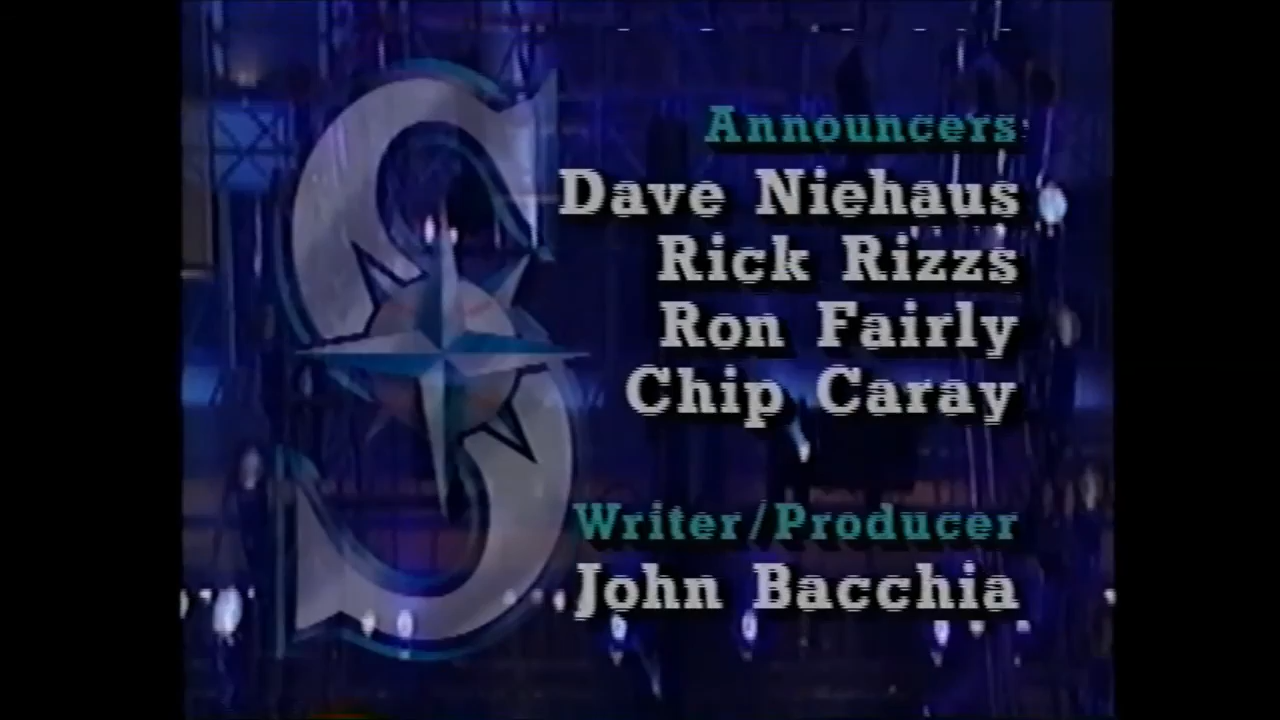 Announcers
Dave Niehaus
Rick Rizzs
Ron Fairly
Chip Caray
Writer/Producer
John Bacchia